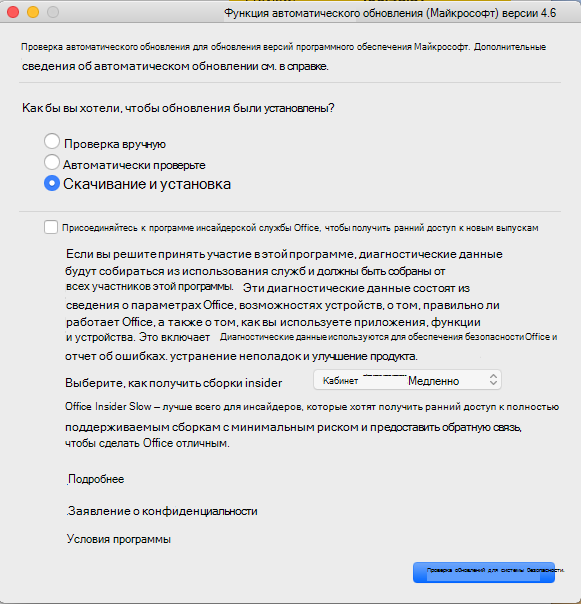 Функция автоматического обновления (Майкрософт) версии 4.6
Проверка автоматического обновления для обновления версий программного обеспечения Майкрософт. Дополнительные
сведения об автоматическом обновлении см. в справке.
Как бы вы хотели, чтобы обновления были установлены?
Проверка вручную
Автоматически проверьте
Скачивание и установка
Присоединяйтесь к программе инсайдерской службы Office, чтобы получить ранний доступ к новым выпускам
Если вы решите принять участие в этой программе, диагностические данные
будут собираться из использования служб и должны быть собраны от
всех участников этой программы. Эти диагностические данные состоят из
сведения о параметрах Office, возможностях устройств, о том, правильно ли
работает Office, а также о том, как вы используете приложения, функции
и устройства. Это включает Диагностические данные используются для обеспечения безопасности Office и
отчет об ошибках. устранение неполадок и улучшение продукта.
Выберите, как получить сборки insider Кабинет Медленно
Office Insider Slow – лучше всего для инсайдеров, которые хотят получить ранний доступ к полностью
поддерживаемым сборкам с минимальным риском и предоставить обратную связь,
чтобы сделать Office отличным.
Подробнее
Заявление о конфиденциальности
Условия программы
Проверка обновлений для системы безопасности.